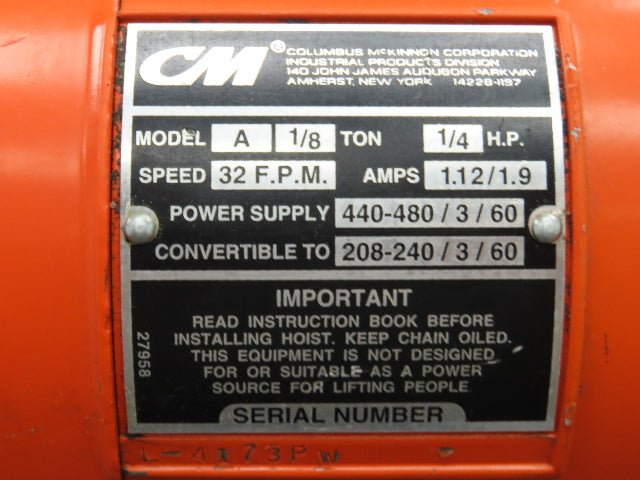 CM® COLUMBUS McKINNON CORPORATION
INDUSTRIAL PRODUCTS DIVISION
140 JOHN JAMES AUDUBON PARKWAY
AMHERST, NEW YORK 14228-1197
MODEL A 1/8 TON 1/4 H.P.
SPEED 32 F.P.M. AMPS 1.12/1.9
POWER SUPPLY 440-480/3/60
CONVERTIBLE TO 208-240/3/60
IMPORTANT
READ INSTRUCTION BOOK BEFORE
INSTALLING HOIST. KEEP CHAIN OILED.
THIS EQUIPMENT IS NOT DESIGNED
FOR OR SUITABLE AS A POWER
SOURCE FOR LIFTING PEOPLE
27958
SERIAL NUMBER
L-4173PW